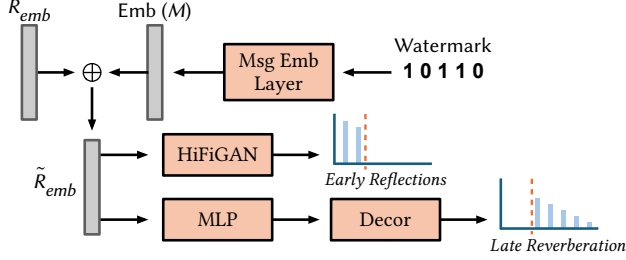 R_emb
Emb (M)
Watermark
1 0 1 1 0
Msg Emb
Layer
⊕
R̃_emb
HiFiGAN
Early Reflections
MLP
Decor
Late Reverberation